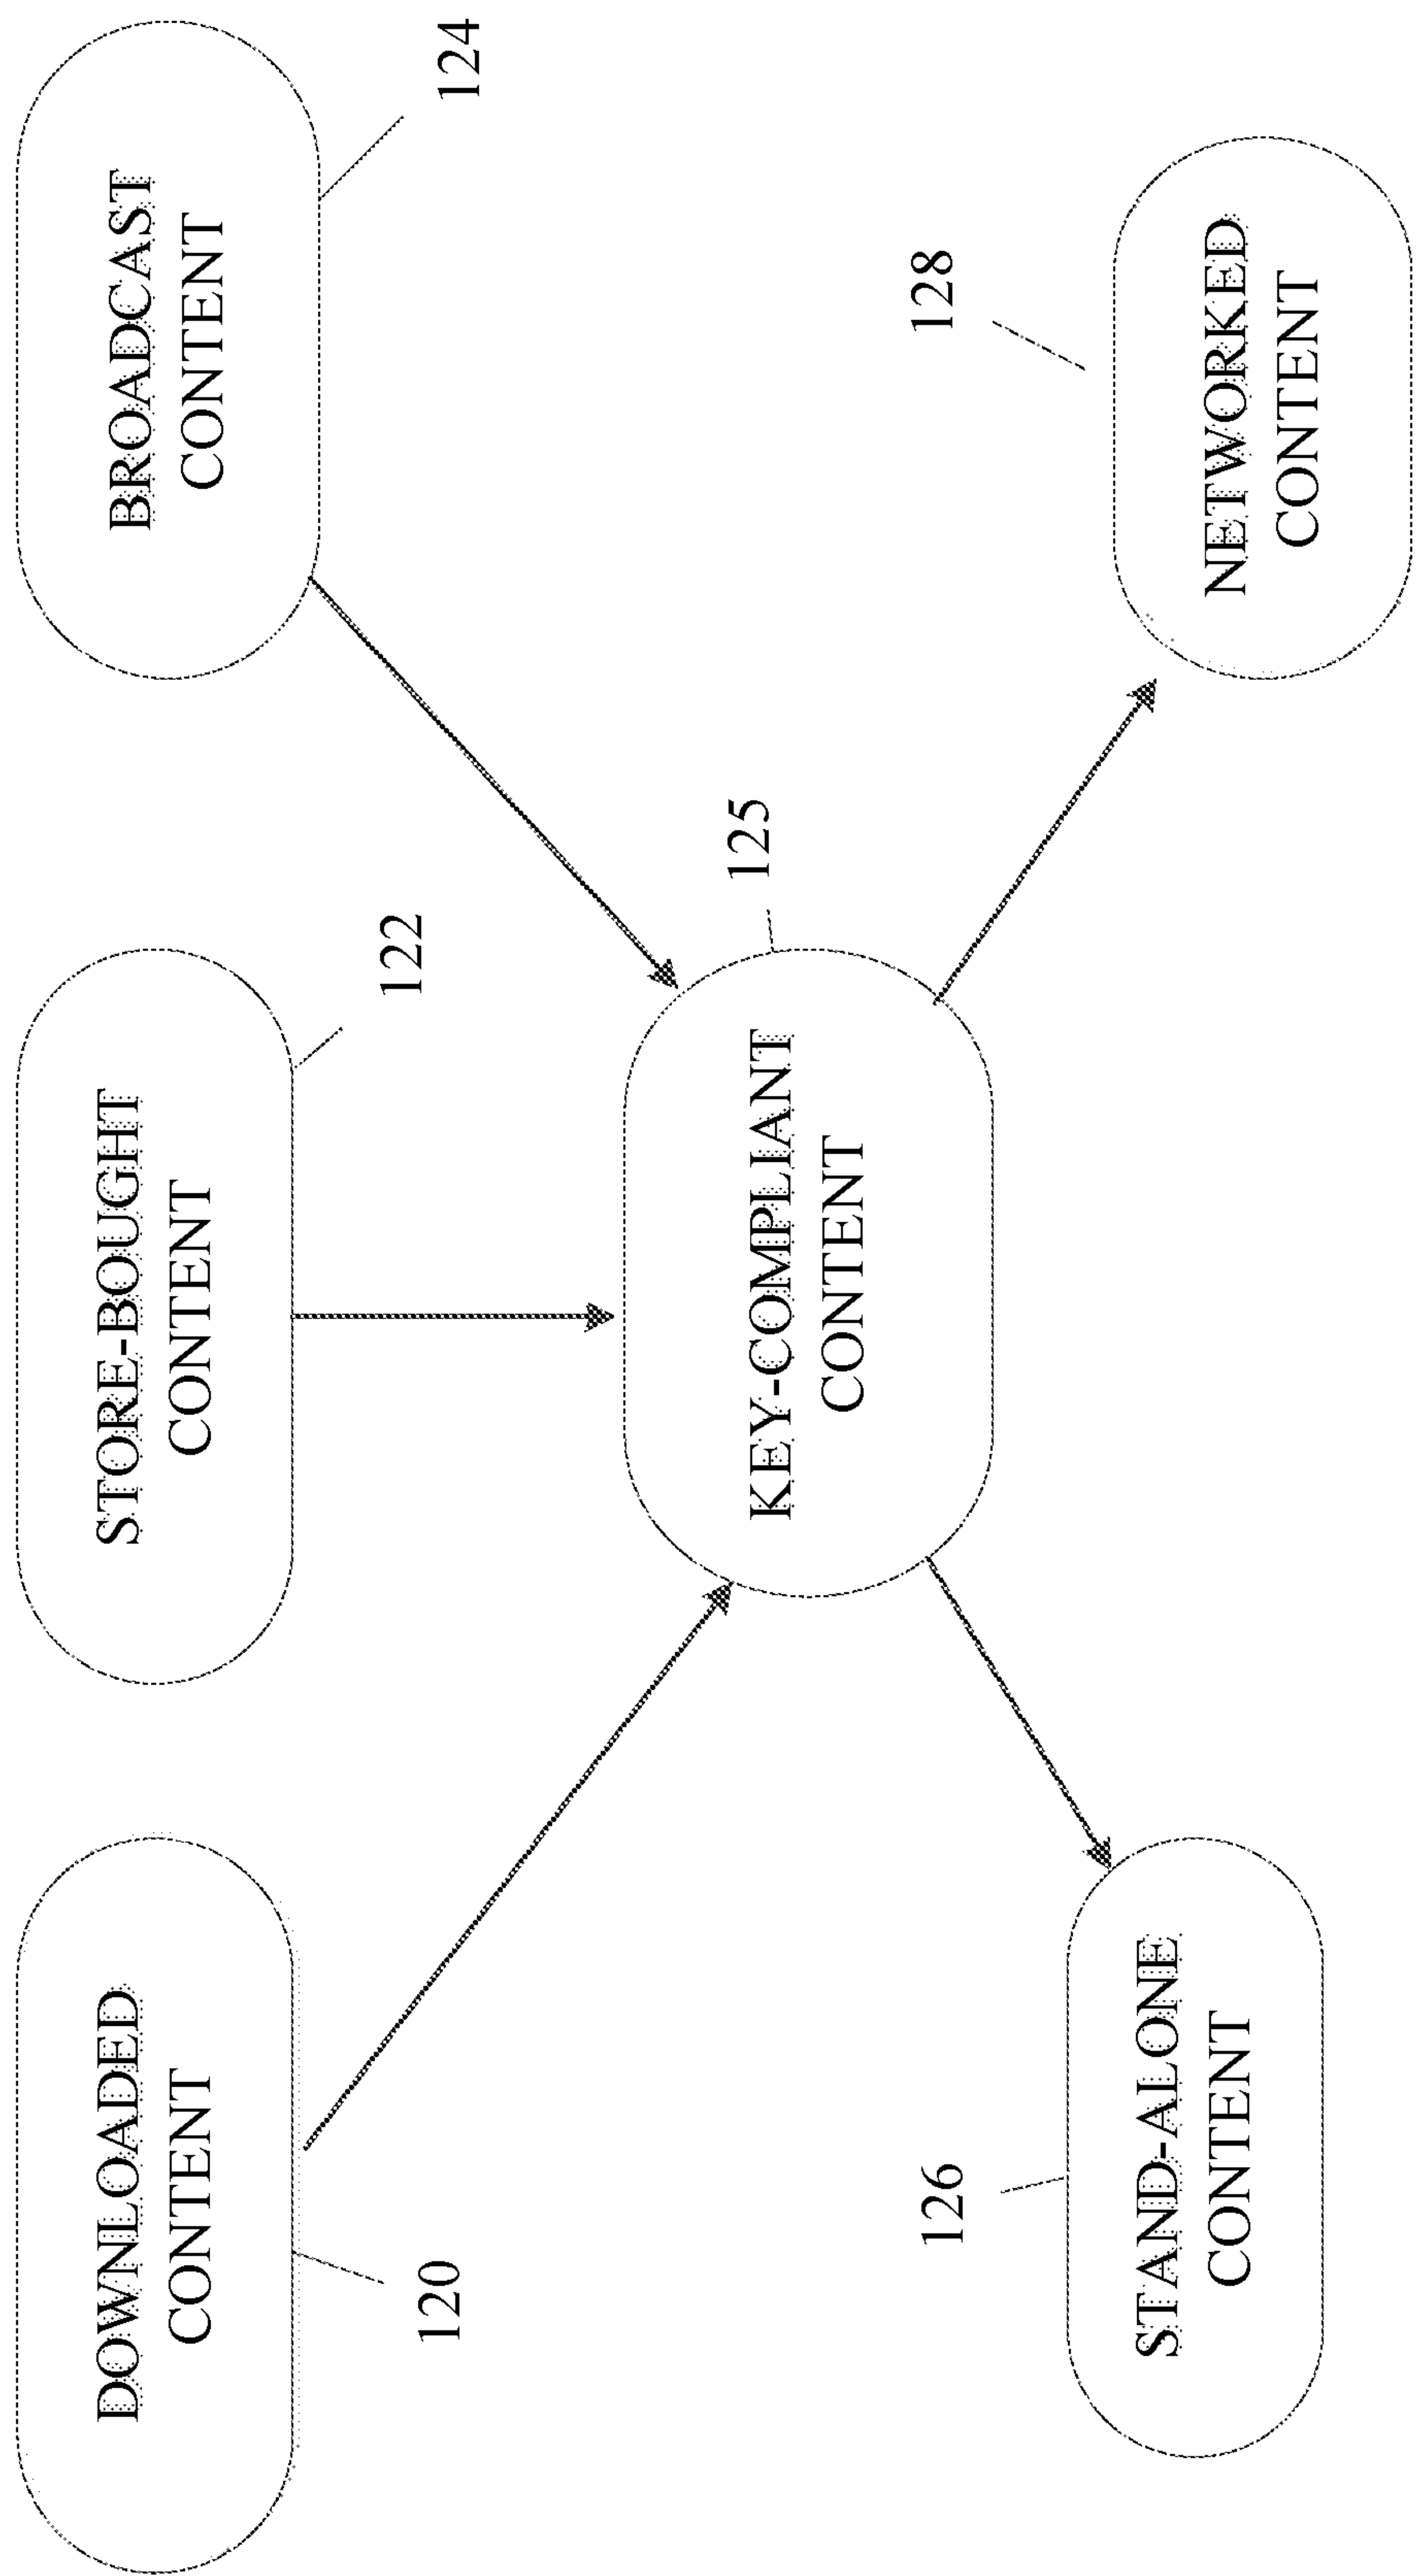 DOWNLOADED
CONTENT
120
STORE-BOUGHT
CONTENT
122
BROADCAST
CONTENT
124
KEY-COMPLIANT
CONTENT
125
STAND-ALONE
CONTENT
126
NETWORKED
CONTENT
128